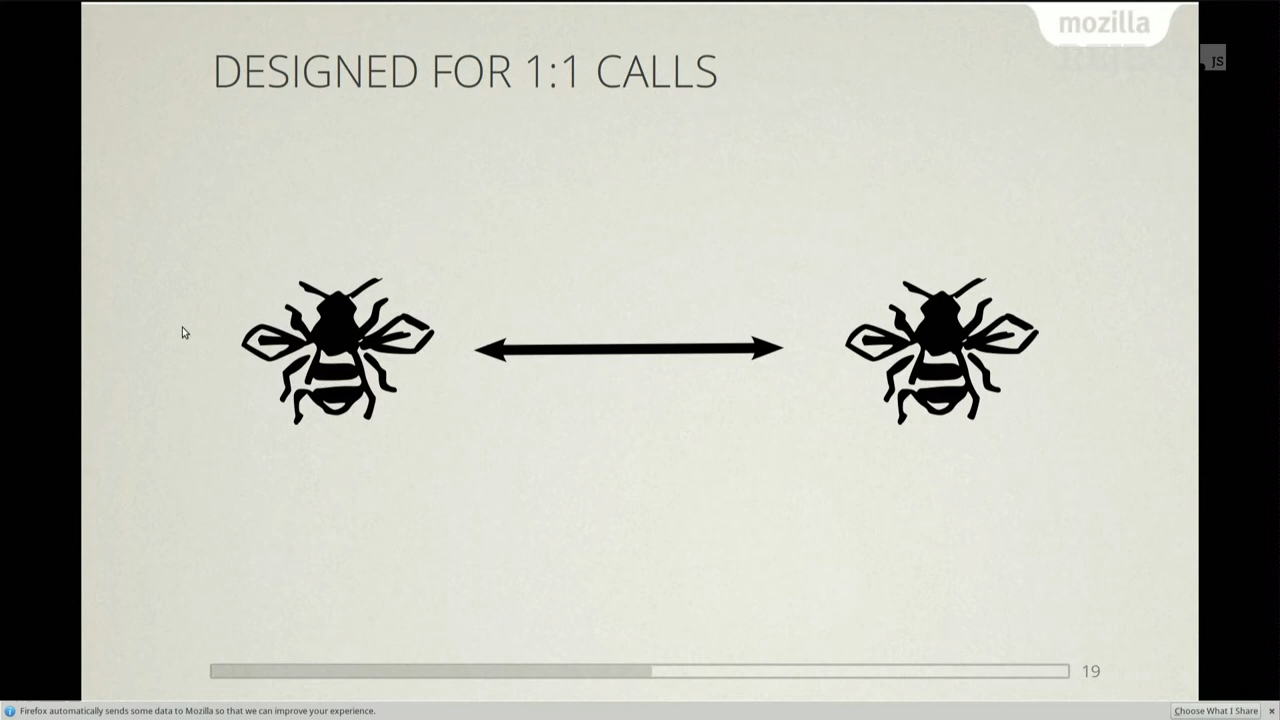 mozilla
DESIGNED FOR 1:1 CALLS
JS
19
Firefox automatically sends some data to Mozilla so that we can improve your experience.
Choose What I Share